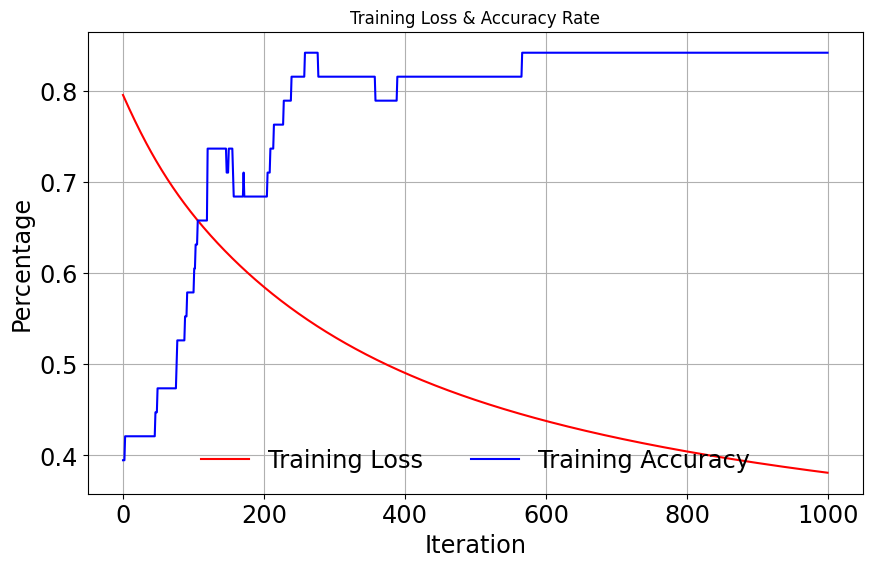 Training Loss & Accuracy Rate
0.8
0.7
0.6
0.5
0.4
Percentage
Training Loss
Training Accuracy
0 200 400 600 800 1000
Iteration